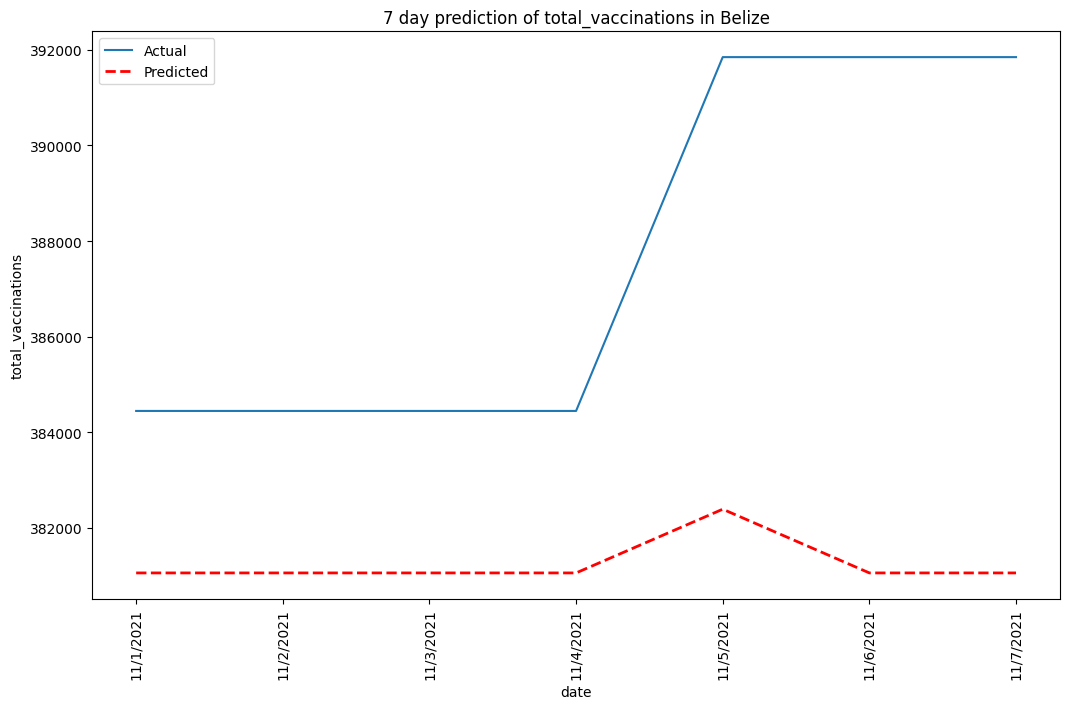 7 day prediction of total_vaccinations in Belize
Actual
Predicted
392000
390000
388000
386000
384000
382000
total_vaccinations
11/1/2021
11/2/2021
11/3/2021
11/4/2021
11/5/2021
11/6/2021
11/7/2021
date